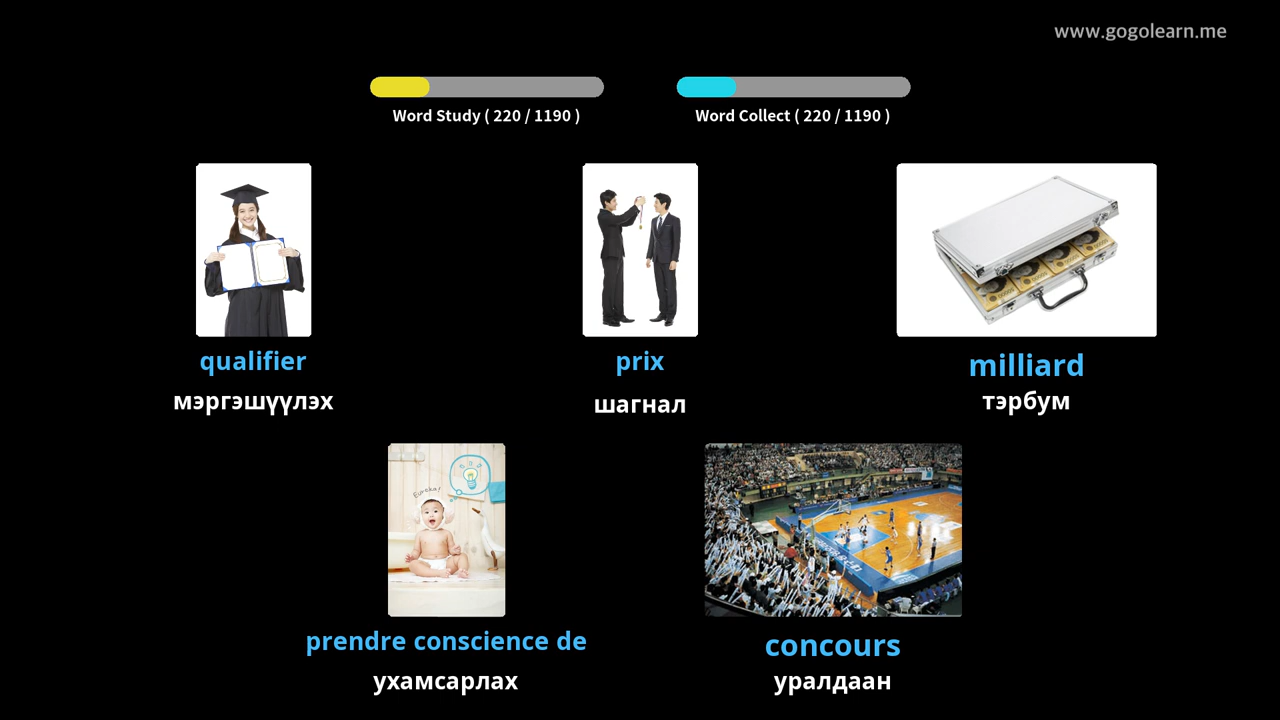 www.gogolearn.me
Word Study ( 220 / 1190 )
Word Collect ( 220 / 1190 )
qualifier
мэргэшүүлэх
prix
шагнал
milliard
тэрбум
Eureka!
prendre conscience de
ухамсарлах
concours
уралдаан